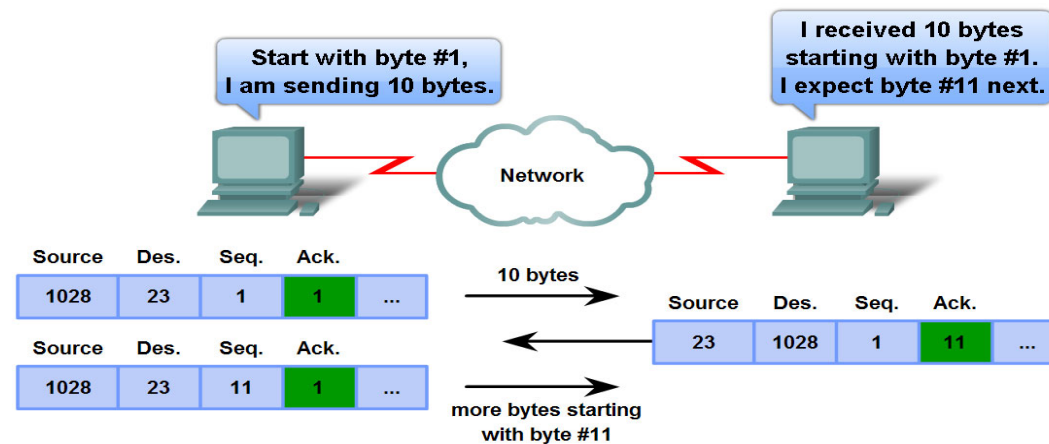 Start with byte #1,
I am sending 10 bytes.
I received 10 bytes
starting with byte #1.
I expect byte #11 next.
Network
Source Des. Seq. Ack.
1028 23 1 1 ...
10 bytes
Source Des. Seq. Ack.
23 1028 1 11 ...
Source Des. Seq. Ack.
1028 23 11 1 ...
more bytes starting
with byte #11